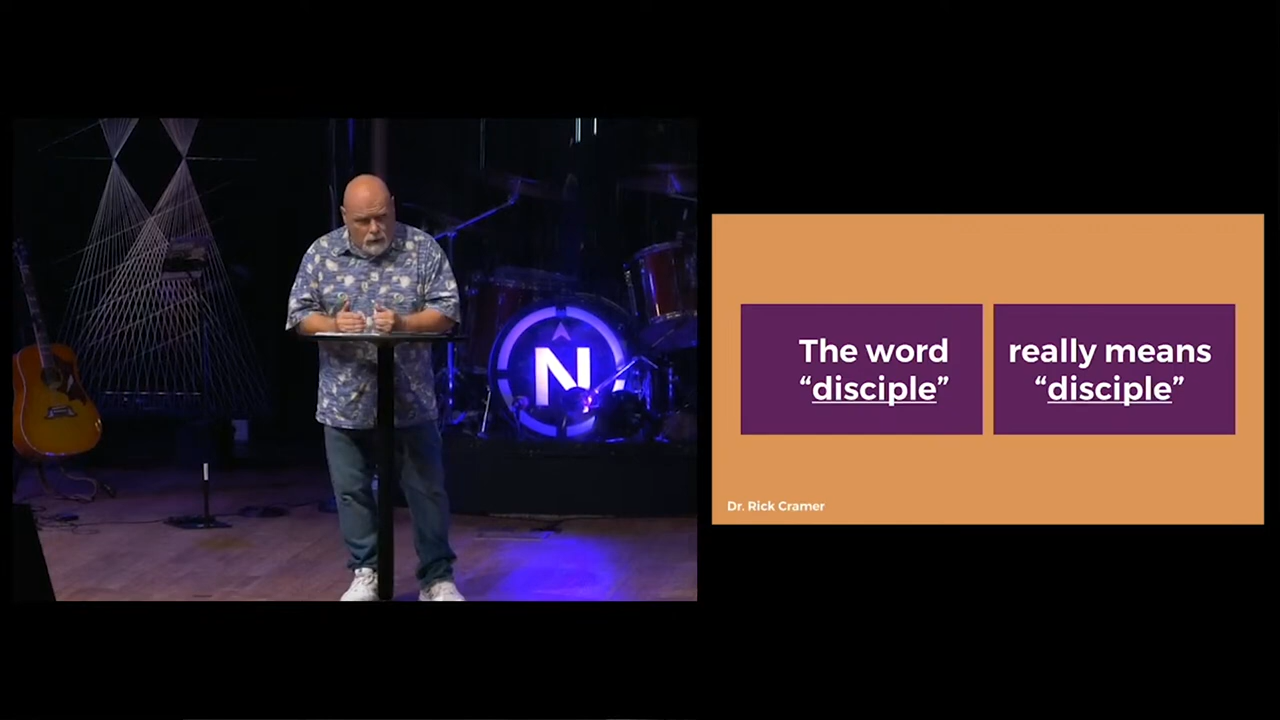 N
The word
“disciple”
really means
“disciple”
Dr. Rick Cramer